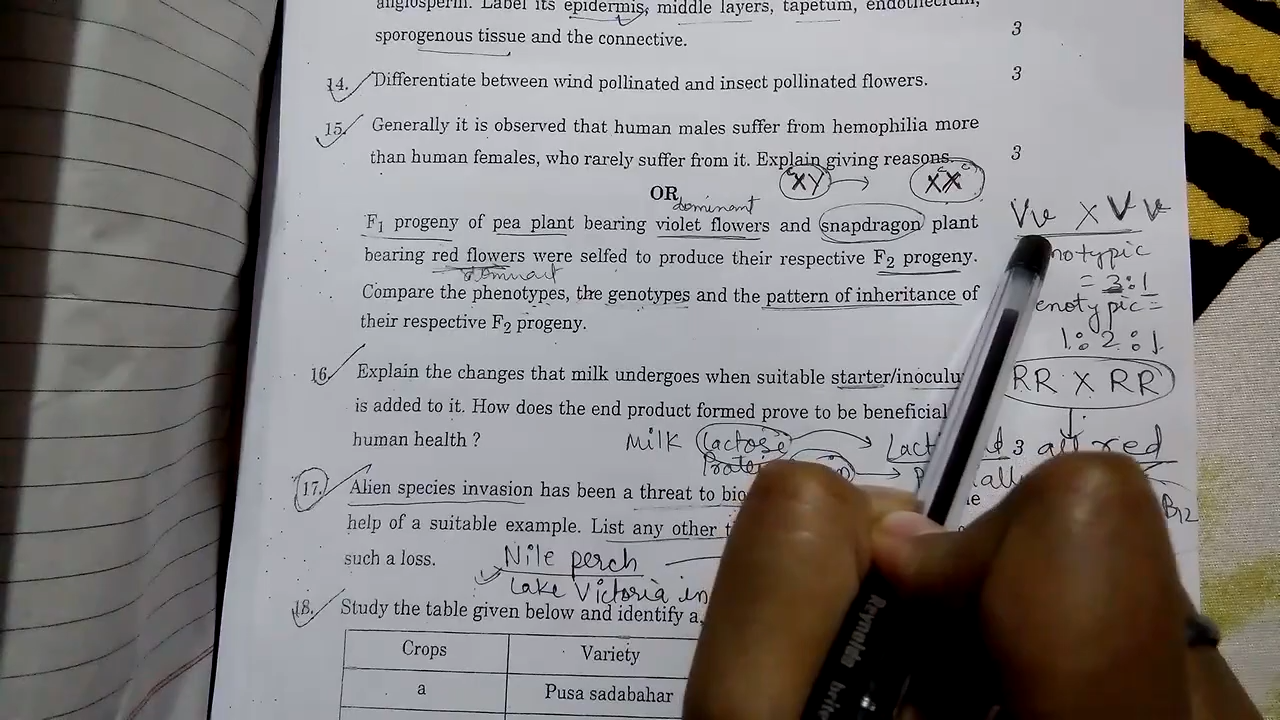 angiosperm. Label its epidermis, middle layers, tapetum, endothecium,
sporogenous tissue and the connective. 3
14. Differentiate between wind pollinated and insect pollinated flowers. 3
15. Generally it is observed that human males suffer from hemophilia more
than human females, who rarely suffer from it. Explain giving reasons. 3
XY → XX
OR
dominant
F1 progeny of pea plant bearing violet flowers and snapdragon plant
bearing red flowers were selfed to produce their respective F2 progeny.
dominant
Compare the phenotypes, the genotypes and the pattern of inheritance of
their respective F2 progeny.
Vv X Vv
notypic
= 3:1
enotypic =
1:2:1
RR X RR
all red
16. Explain the changes that milk undergoes when suitable starter/inoculu
is added to it. How does the end product formed prove to be beneficial
human health ? 3
Milk Lactose
B12
17. Alien species invasion has been a threat to bio
help of a suitable example. List any other
such a loss.
Nile perch
Lake Victoria in
18. Study the table given below and identify a,
Crops Variety
a Pusa sadabahar
Reynolds